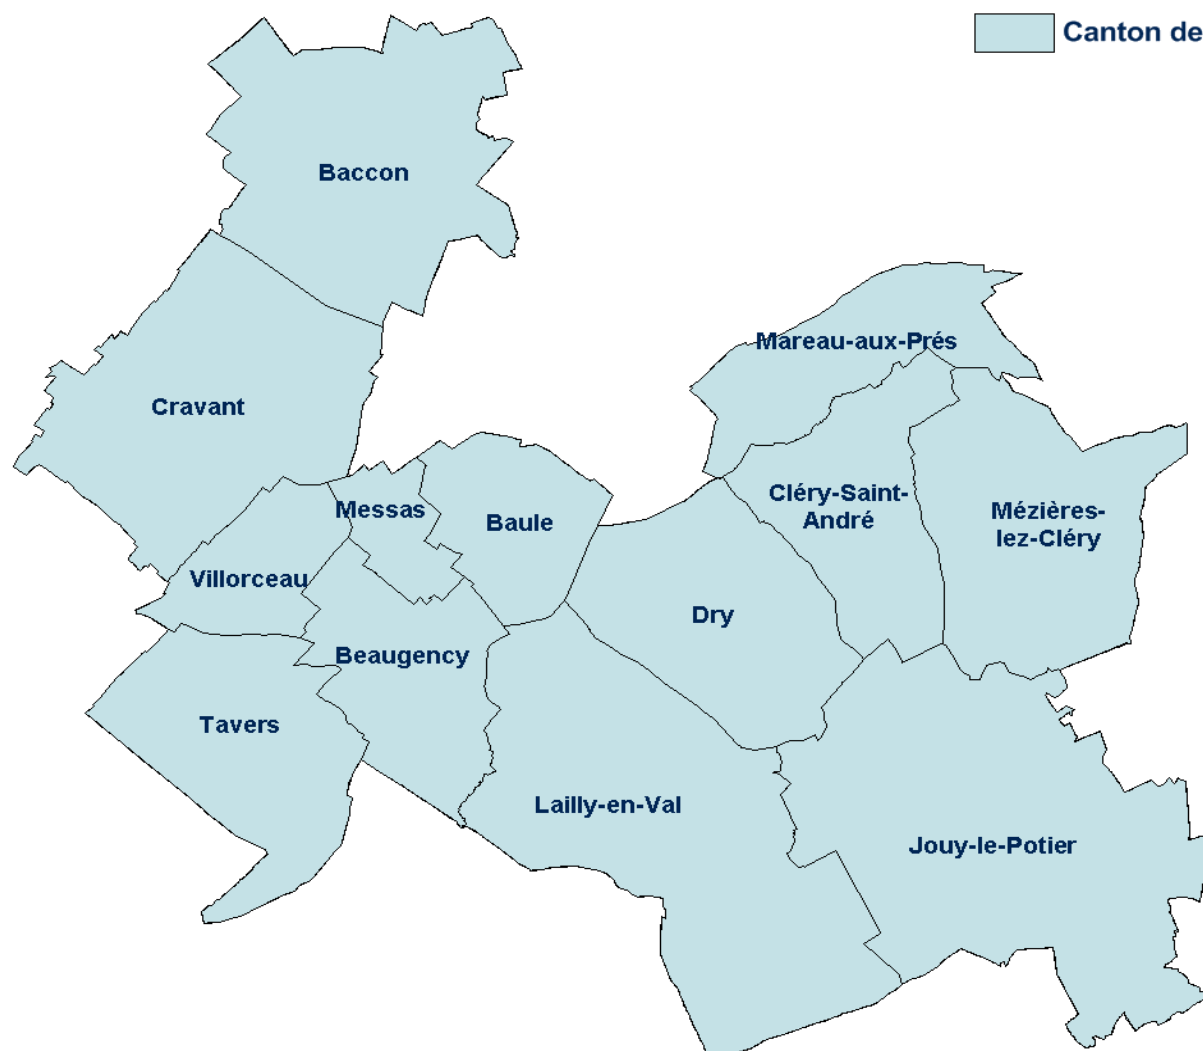 Canton de
Baccon
Mareau-aux-Prés
Cravant
Cléry-Saint-
André
Mézières-
lez-Cléry
Messas
Baule
Villorceau
Dry
Beaugency
Tavers
Lailly-en-Val
Jouy-le-Potier